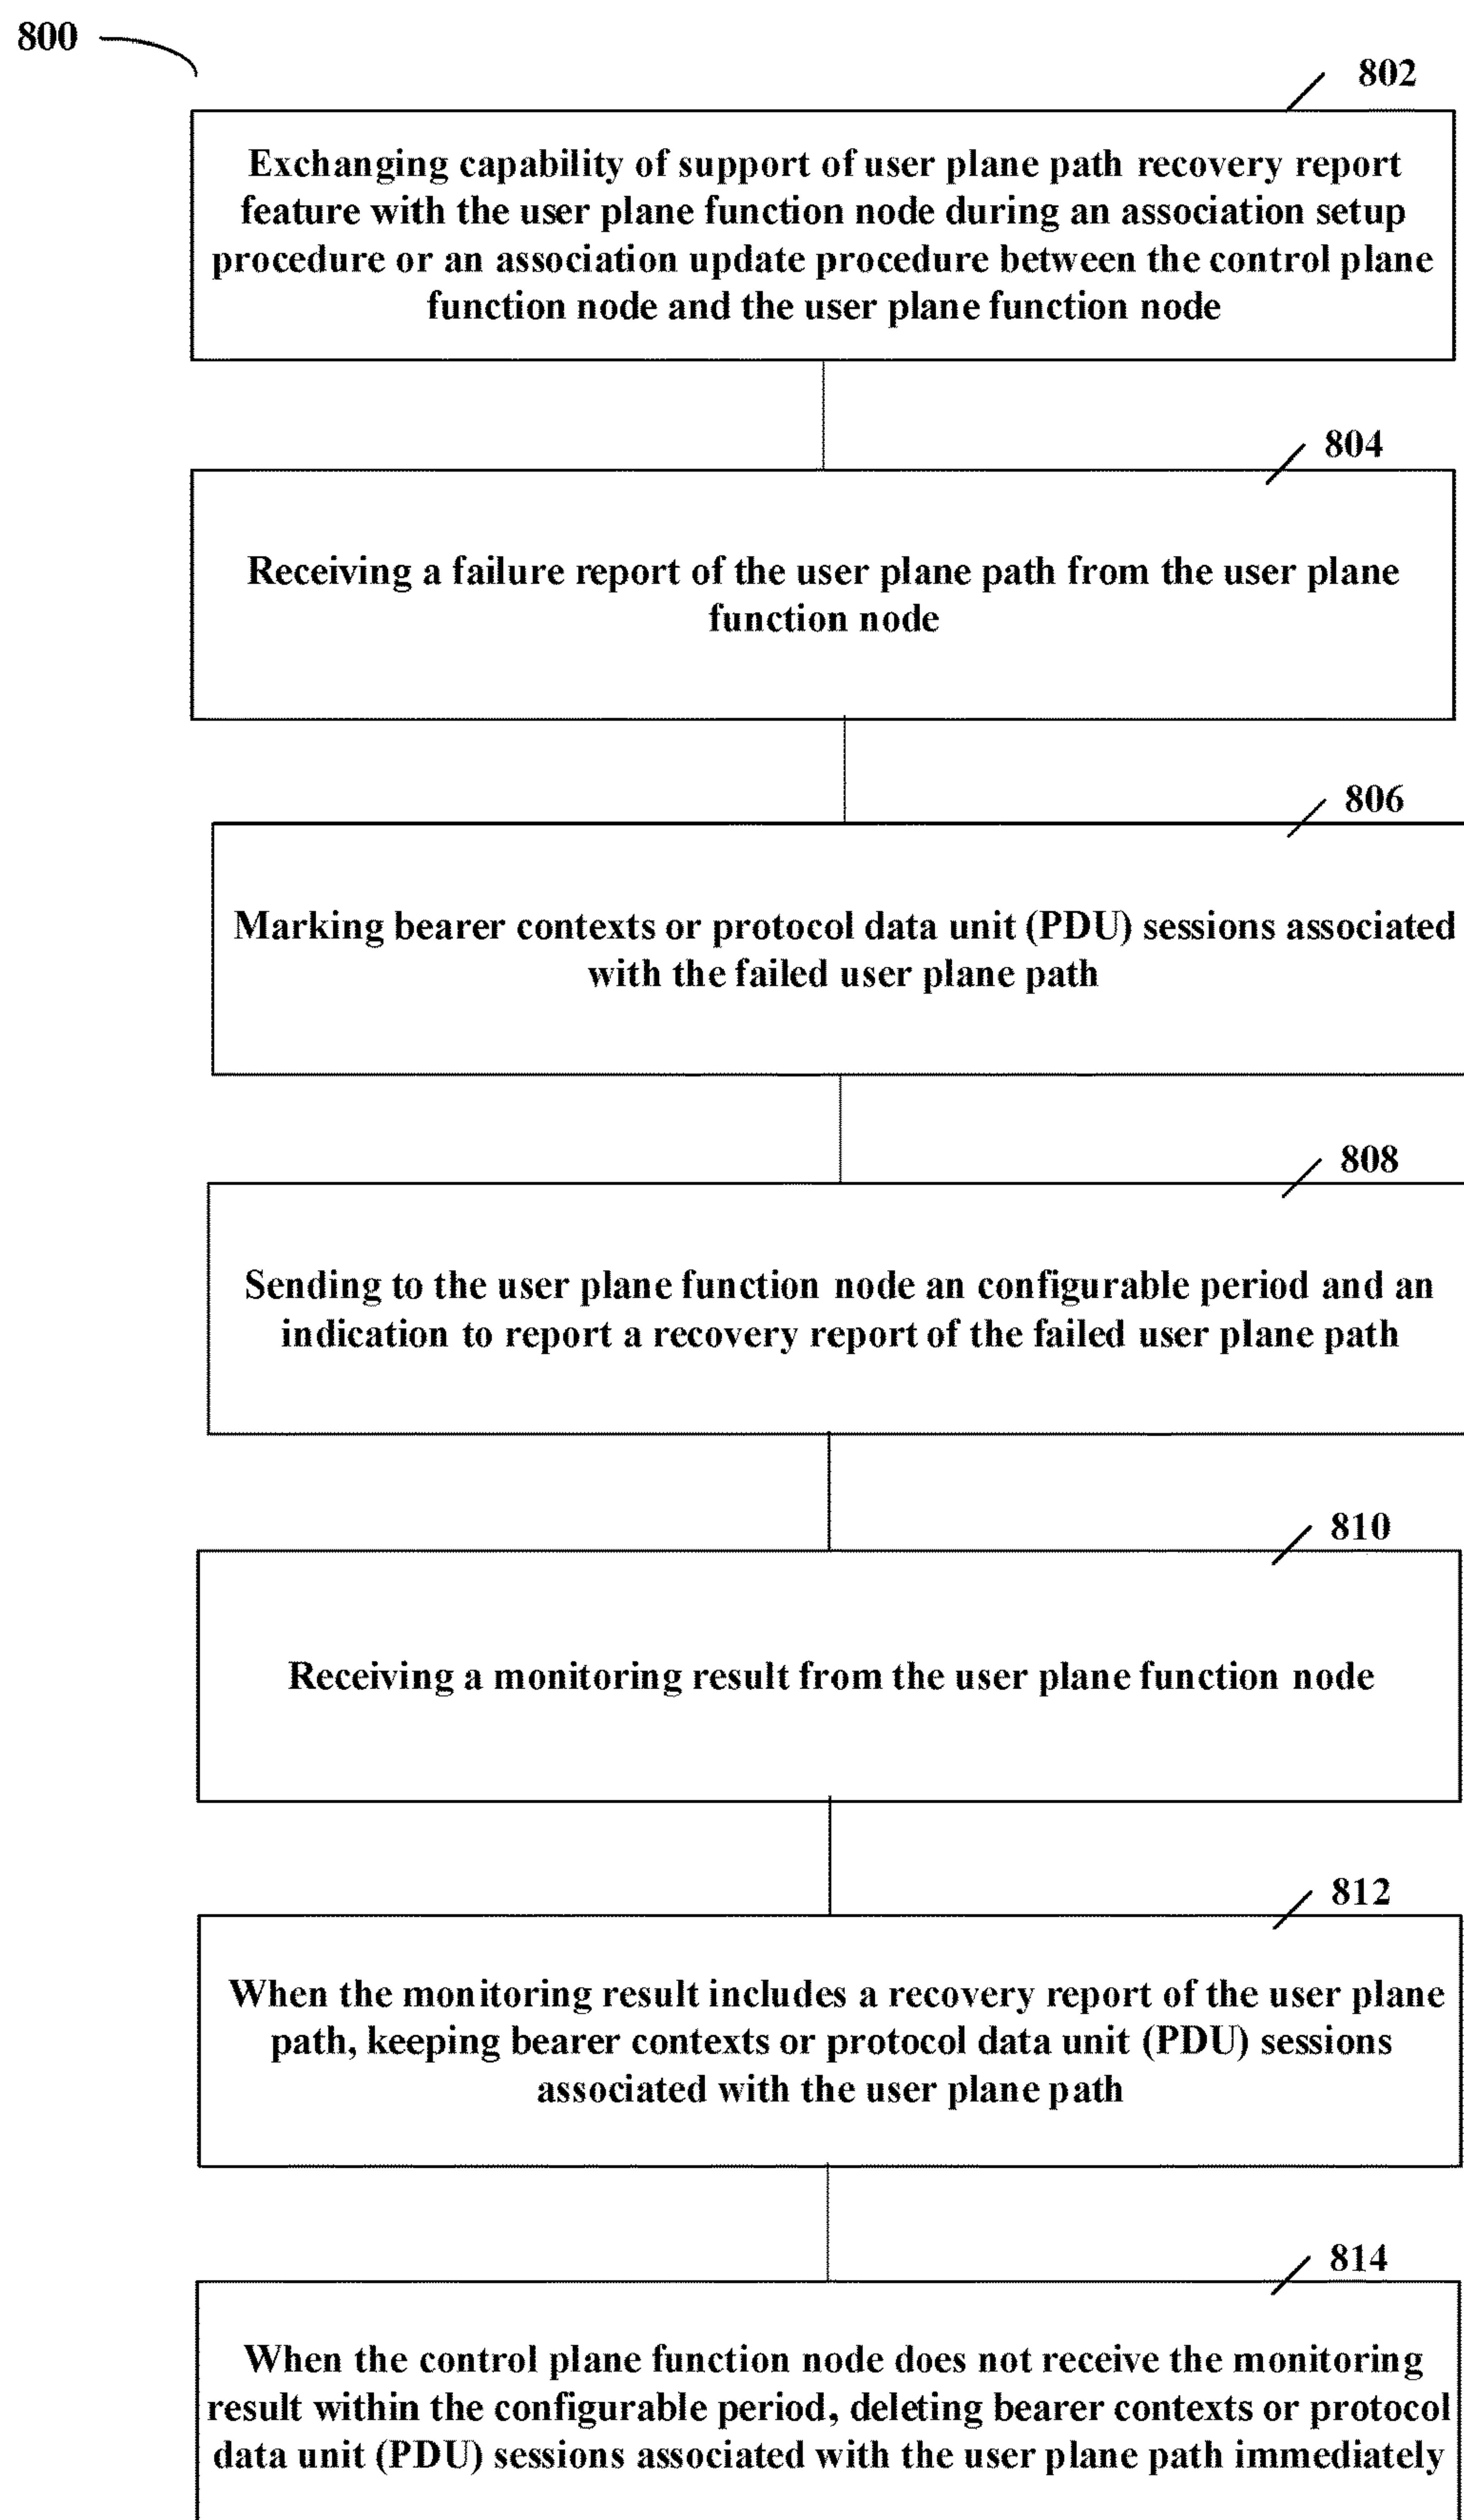 800
802
Exchanging capability of support of user plane path recovery report
feature with the user plane function node during an association setup
procedure or an association update procedure between the control plane
function node and the user plane function node
804
Receiving a failure report of the user plane path from the user plane
function node
806
Marking bearer contexts or protocol data unit (PDU) sessions associated
with the failed user plane path
808
Sending to the user plane function node an configurable period and an
indication to report a recovery report of the failed user plane path
810
Receiving a monitoring result from the user plane function node
812
When the monitoring result includes a recovery report of the user plane
path, keeping bearer contexts or protocol data unit (PDU) sessions
associated with the user plane path
814
When the control plane function node does not receive the monitoring
result within the configurable period, deleting bearer contexts or protocol
data unit (PDU) sessions associated with the user plane path immediately